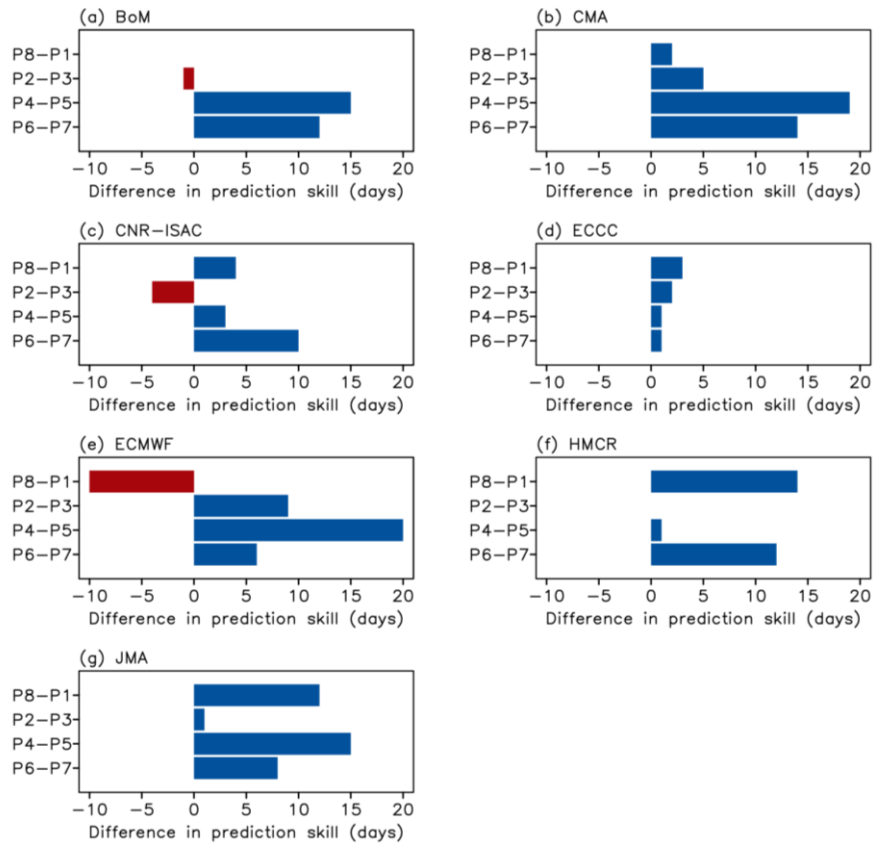 (a) BoM
P8−P1
P2−P3
P4−P5
P6−P7
−10 −5 0 5 10 15 20
Difference in prediction skill (days)
(b) CMA
P8−P1
P2−P3
P4−P5
P6−P7
−10 −5 0 5 10 15 20
Difference in prediction skill (days)
(c) CNR−ISAC
P8−P1
P2−P3
P4−P5
P6−P7
−10 −5 0 5 10 15 20
Difference in prediction skill (days)
(d) ECCC
P8−P1
P2−P3
P4−P5
P6−P7
−10 −5 0 5 10 15 20
Difference in prediction skill (days)
(e) ECMWF
P8−P1
P2−P3
P4−P5
P6−P7
−10 −5 0 5 10 15 20
Difference in prediction skill (days)
(f) HMCR
P8−P1
P2−P3
P4−P5
P6−P7
−10 −5 0 5 10 15 20
Difference in prediction skill (days)
(g) JMA
P8−P1
P2−P3
P4−P5
P6−P7
−10 −5 0 5 10 15 20
Difference in prediction skill (days)